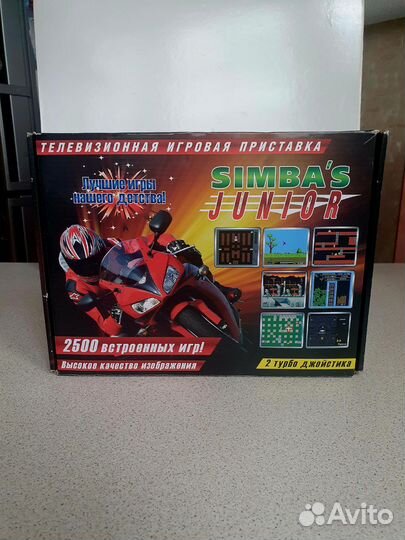 ТЕЛЕВИЗИОННАЯ ИГРОВАЯ ПРИСТАВКА
Лучшие игры
нашего детства!
SIMBA'S
JUNIOR
2500 встроенных игр!
Высокое качество изображения
2 турбо джойстика
Avito